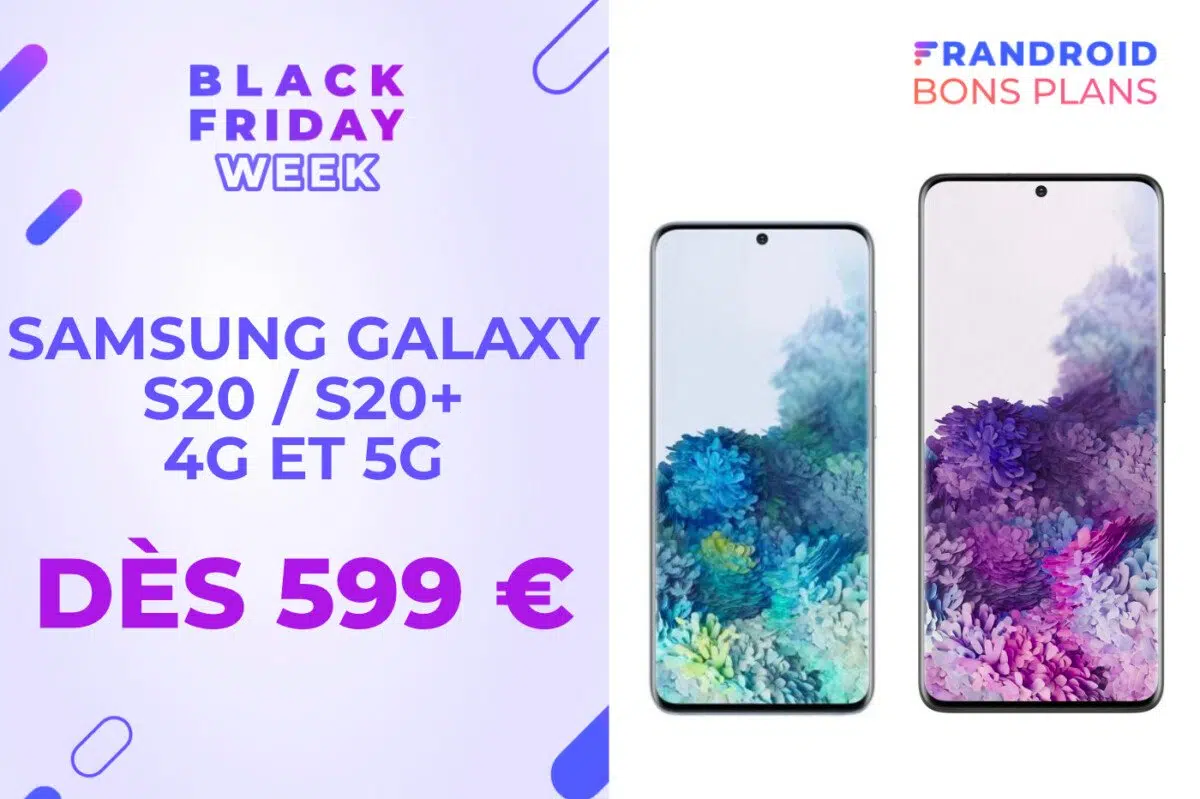 BLACK
FRIDAY
WEEK
SAMSUNG GALAXY
S20 / S20+
4G ET 5G
DÈS 599 €
FRANDROID
BONS PLANS